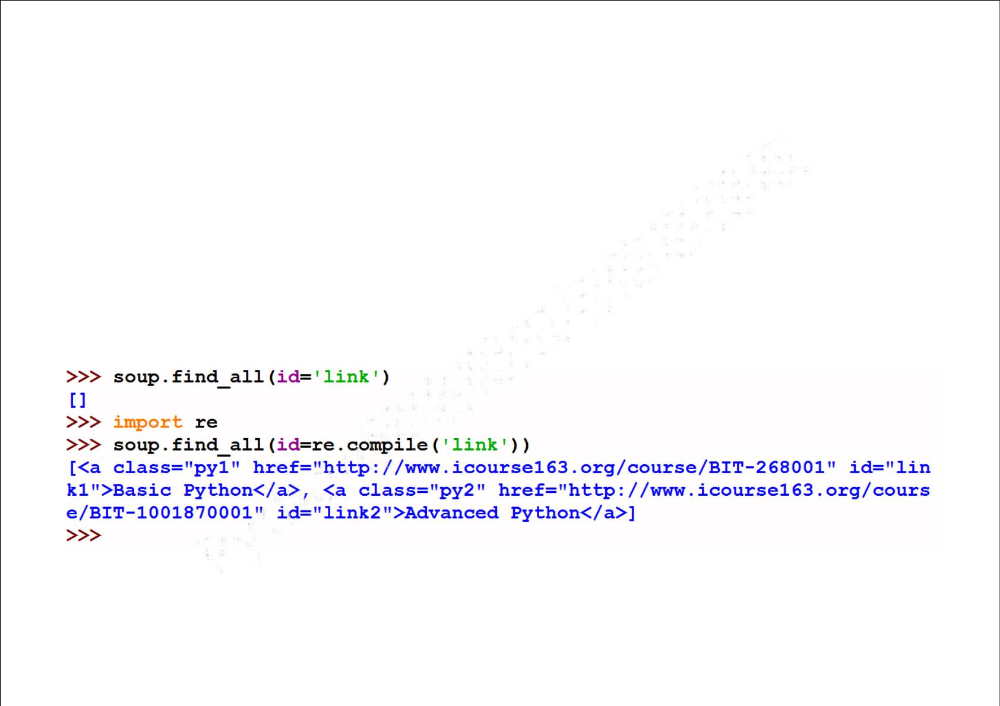 >>> soup.find_all(id='link')
[]
>>> import re
>>> soup.find_all(id=re.compile('link'))
[<a class="py1" href="http://www.icourse163.org/course/BIT-268001" id="lin
k1">Basic Python</a>, <a class="py2" href="http://www.icourse163.org/cours
e/BIT-1001870001" id="link2">Advanced Python</a>]
>>>